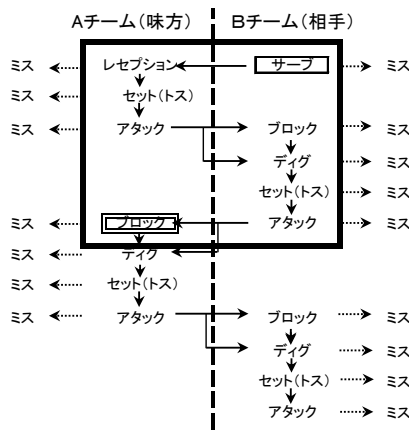 Aチーム(味方) Bチーム(相手)
ミス レセプション サーブ ミス
ミス セット(トス)
ミス アタック ブロック ミス
ディグ ミス
セット(トス) ミス
ミス ブロック アタック ミス
ミス ディク
ミス セット(トス)
ミス アタック ブロック ミス
ディグ ミス
セット(トス) ミス
アタック ミス